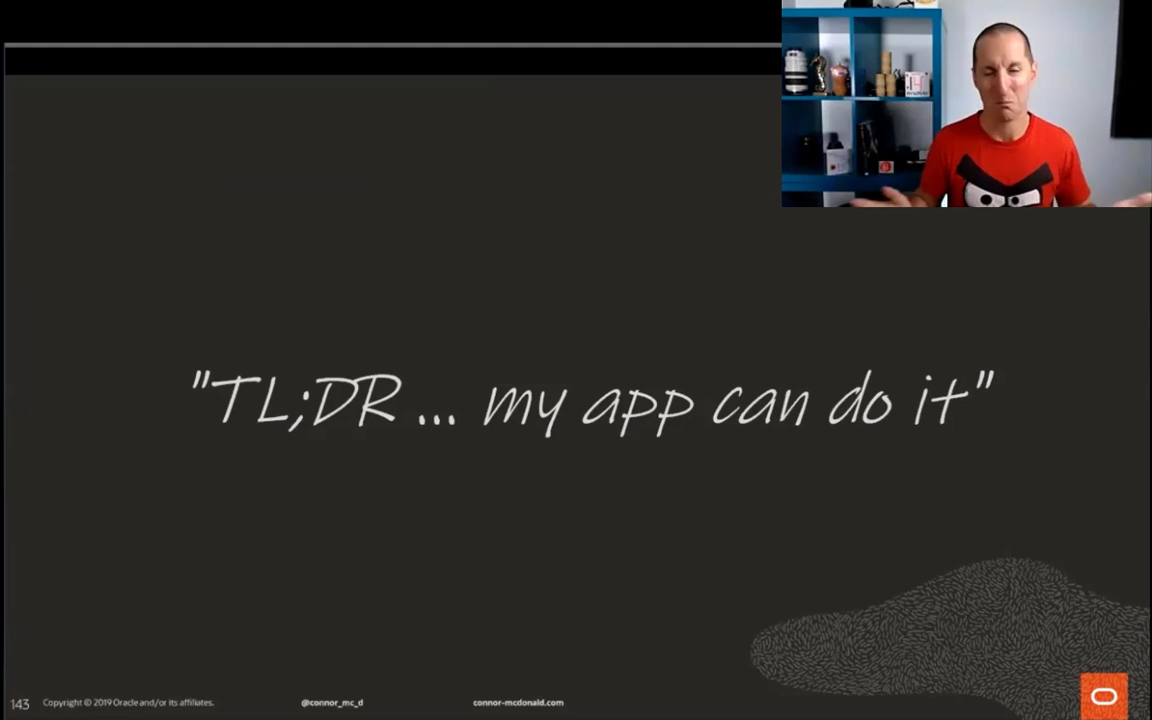 "TL;DR ... my app can do it"
143 Copyright © 2019 Oracle and/or its affiliates. @connor_mc_d connor-mcdonald.com